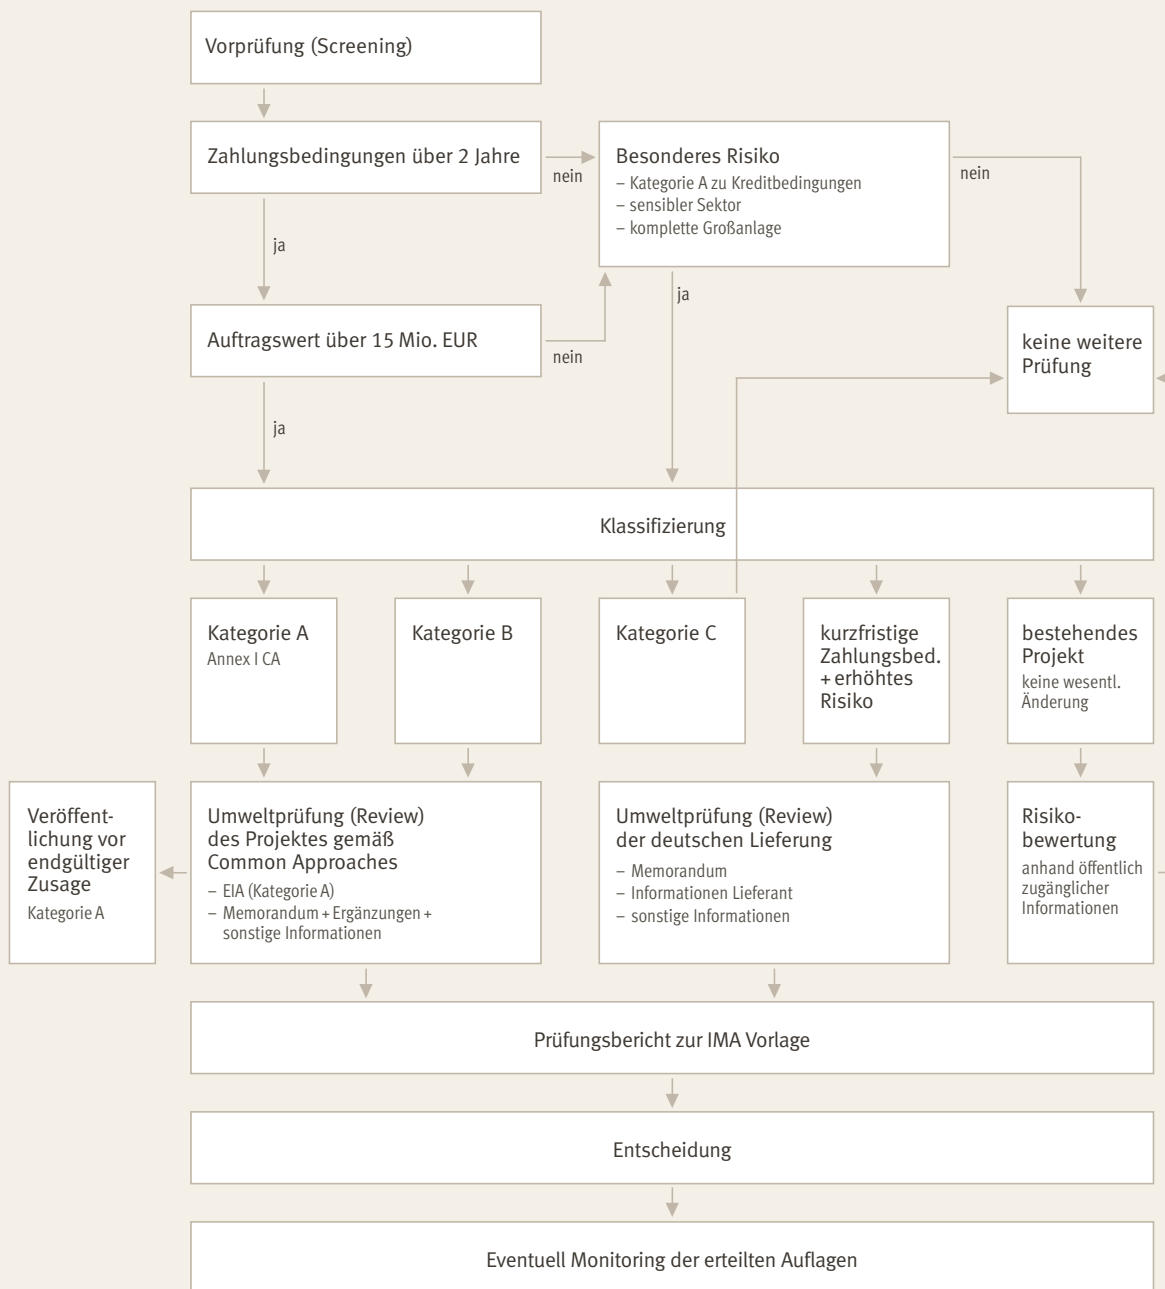 Vorprüfung (Screening)
Zahlungsbedingungen über 2 Jahre
nein
Besonderes Risiko
– Kategorie A zu Kreditbedingungen
– sensibler Sektor
– komplette Großanlage
nein
ja
ja
Auftragswert über 15 Mio. EUR
nein
keine weitere
Prüfung
ja
Klassifizierung
Kategorie A
Annex I CA
Kategorie B
Kategorie C
kurzfristige
Zahlungsbed.
+ erhöhtes
Risiko
bestehendes
Projekt
keine wesentl.
Änderung
Veröffent-
lichung vor
endgültiger
Zusage
Kategorie A
Umweltprüfung (Review)
des Projektes gemäß
Common Approaches
– EIA (Kategorie A)
– Memorandum + Ergänzungen +
sonstige Informationen
Umweltprüfung (Review)
der deutschen Lieferung
– Memorandum
– Informationen Lieferant
– sonstige Informationen
Risiko-
bewertung
anhand öffentlich
zugänglicher
Informationen
Prüfungsbericht zur IMA Vorlage
Entscheidung
Eventuell Monitoring der erteilten Auflagen